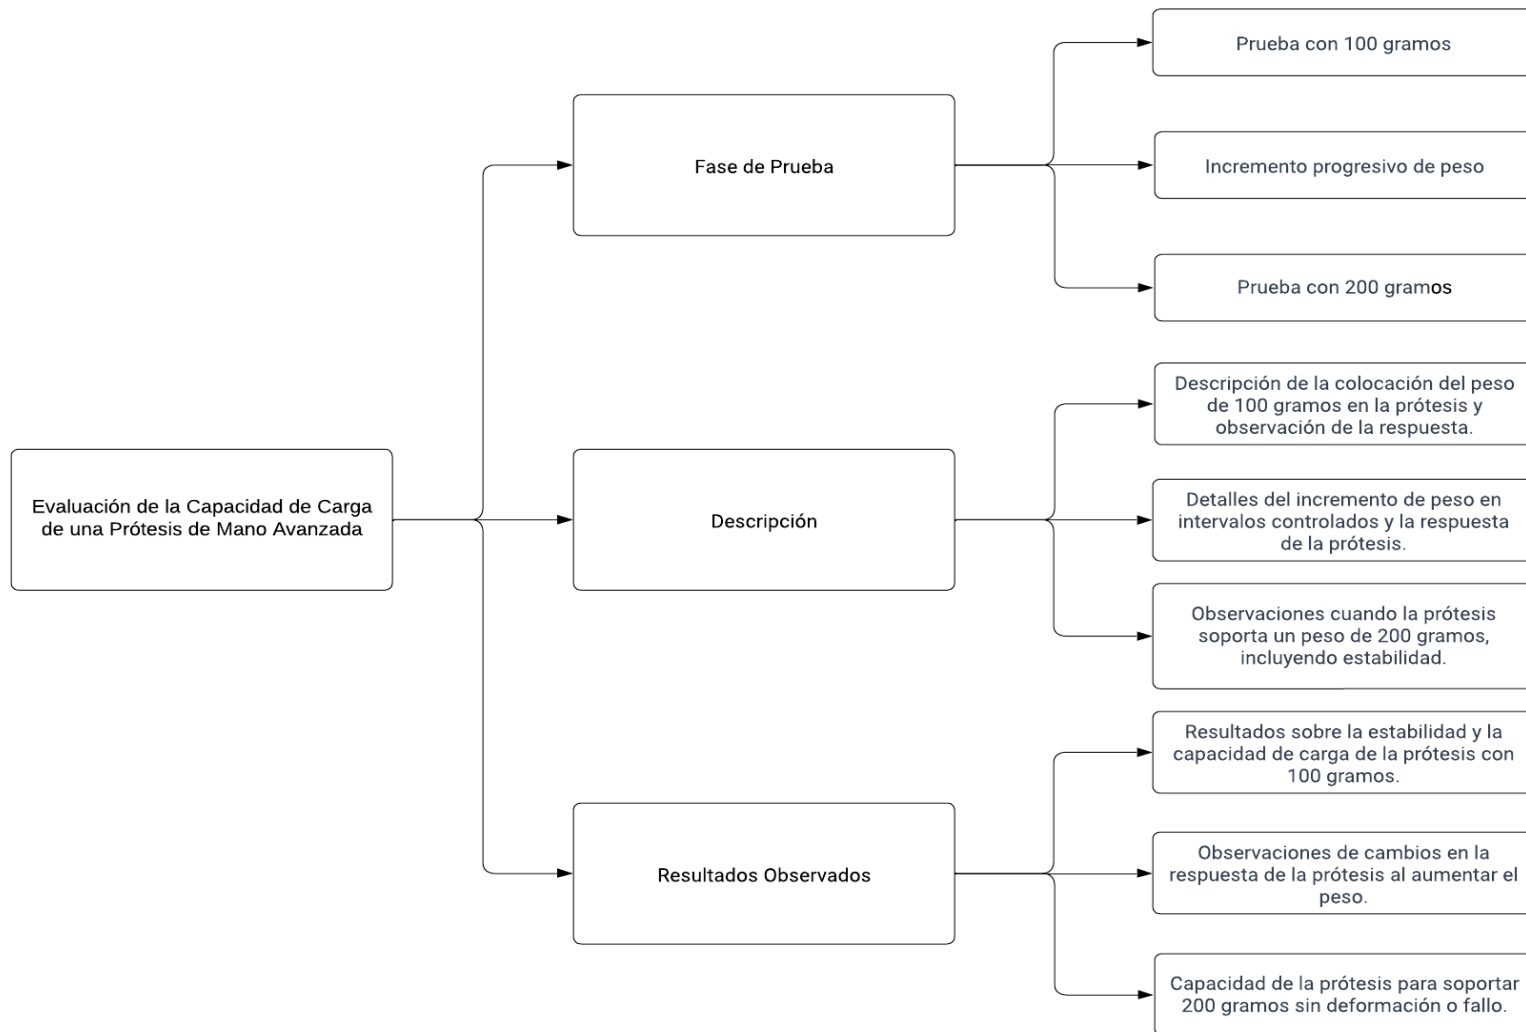 Evaluación de la Capacidad de Carga
de una Prótesis de Mano Avanzada
Fase de Prueba
Prueba con 100 gramos
Incremento progresivo de peso
Prueba con 200 gramos
Descripción
Descripción de la colocación del peso
de 100 gramos en la prótesis y
observación de la respuesta.
Detalles del incremento de peso en
intervalos controlados y la respuesta
de la prótesis.
Observaciones cuando la prótesis
soporta un peso de 200 gramos,
incluyendo estabilidad.
Resultados Observados
Resultados sobre la estabilidad y la
capacidad de carga de la prótesis con
100 gramos.
Observaciones de cambios en la
respuesta de la prótesis al aumentar el
peso.
Capacidad de la prótesis para soportar
200 gramos sin deformación o fallo.